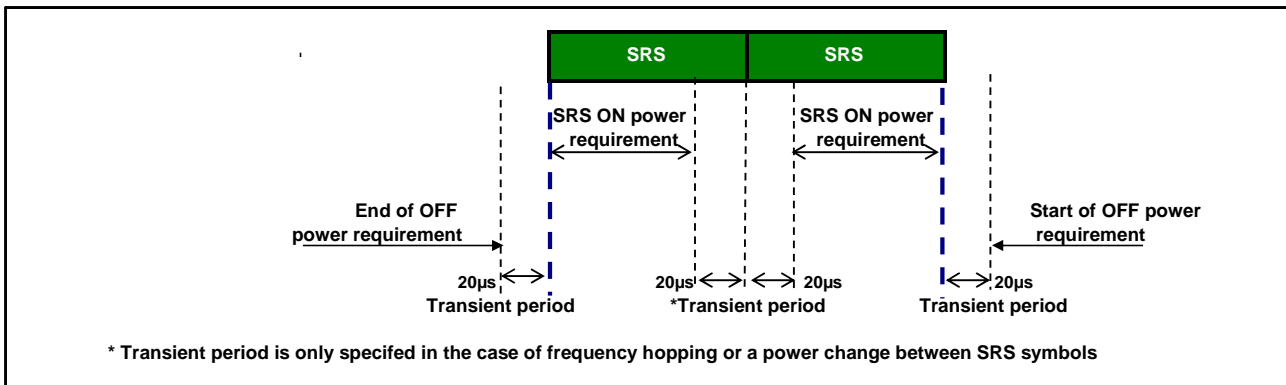 SRS SRS
SRS ON power
requirement
SRS ON power
requirement
End of OFF
power requirement
Start of OFF power
requirement
20µs 20µs 20µs 20µs
Transient period *Transient period Transient period
* Transient period is only specifed in the case of frequency hopping or a power change between SRS symbols